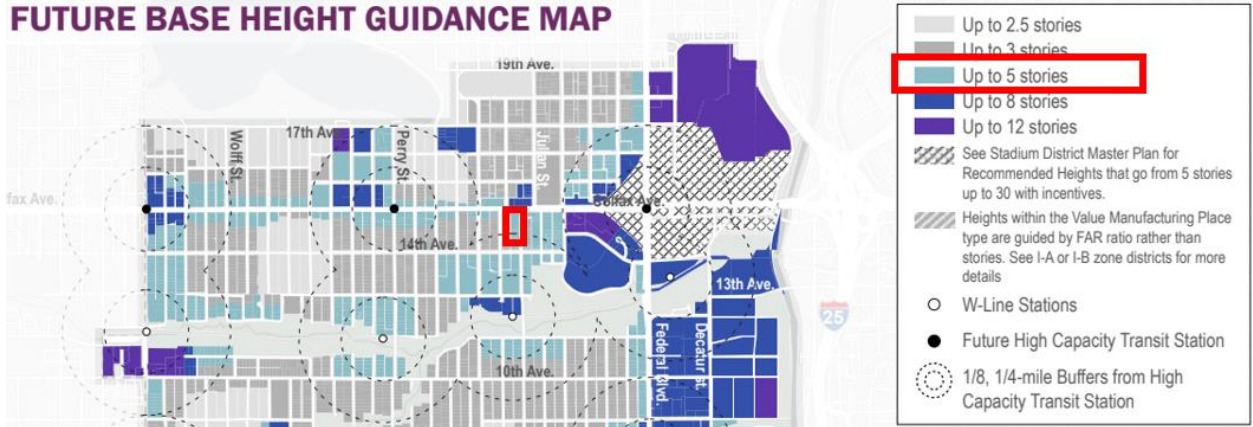 FUTURE BASE HEIGHT GUIDANCE MAP
19th Ave.
17th Av
Wolff St.
Perry St.
Julian St.
fax Ave.
Colfax Ave.
14th Ave.
13th Ave.
10th Ave.
Federal Blvd.
Decatur st.
25
Up to 2.5 stories
Up to 3 stories
Up to 5 stories
Up to 8 stories
Up to 12 stories
See Stadium District Master Plan for
Recommended Heights that go from 5 stories
up to 30 with incentives.
Heights within the Value Manufacturing Place
type are guided by FAR ratio rather than
stories. See I-A or I-B zone districts for more
details
W-Line Stations
Future High Capacity Transit Station
1/8, 1/4-mile Buffers from High
Capacity Transit Station